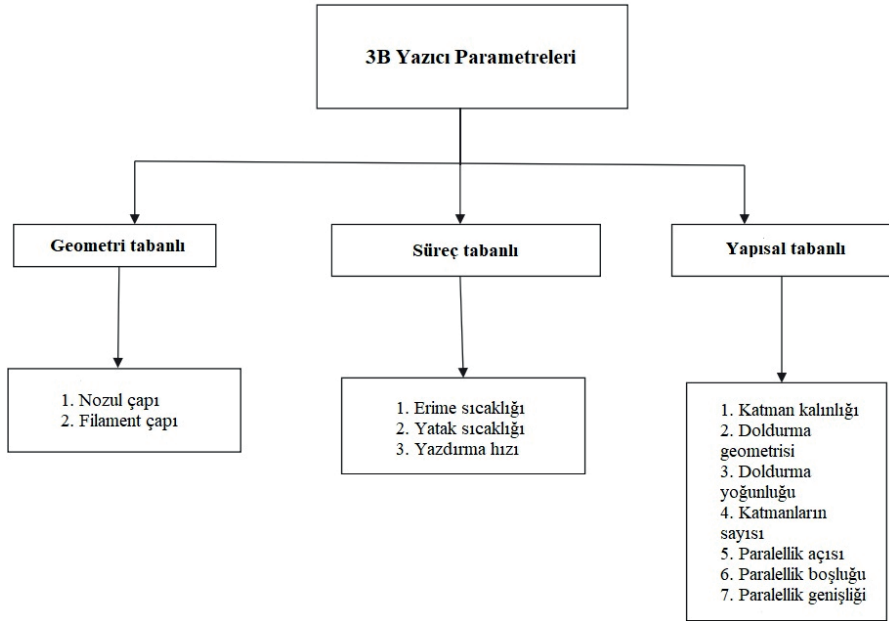 3B Yazıcı Parametreleri
Geometri tabanlı
Süreç tabanlı
Yapısal tabanlı
1. Nozul çapı
2. Filament çapı
1. Erime sıcaklığı
2. Yatak sıcaklığı
3. Yazdırma hızı
1. Katman kalınlığı
2. Doldurma
geometrisi
3. Doldurma
yoğunluğu
4. Katmanların
sayısı
5. Paralellik açısı
6. Paralellik boşluğu
7. Paralellik genişliği